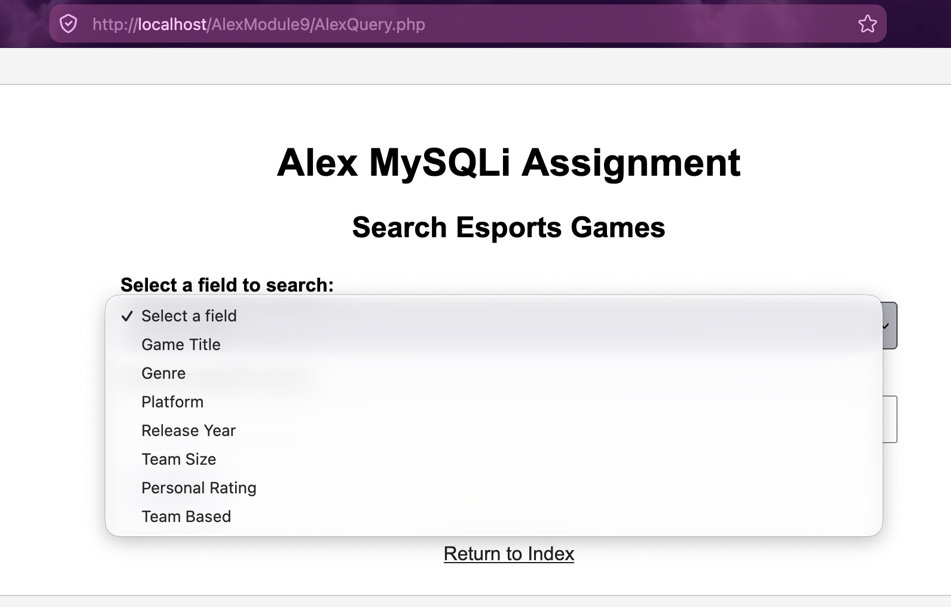 http://localhost/AlexModule9/AlexQuery.php
Alex MySQLi Assignment
Search Esports Games
Select a field to search:
✓ Select a field
Game Title
Genre
Platform
Release Year
Team Size
Personal Rating
Team Based
Return to Index